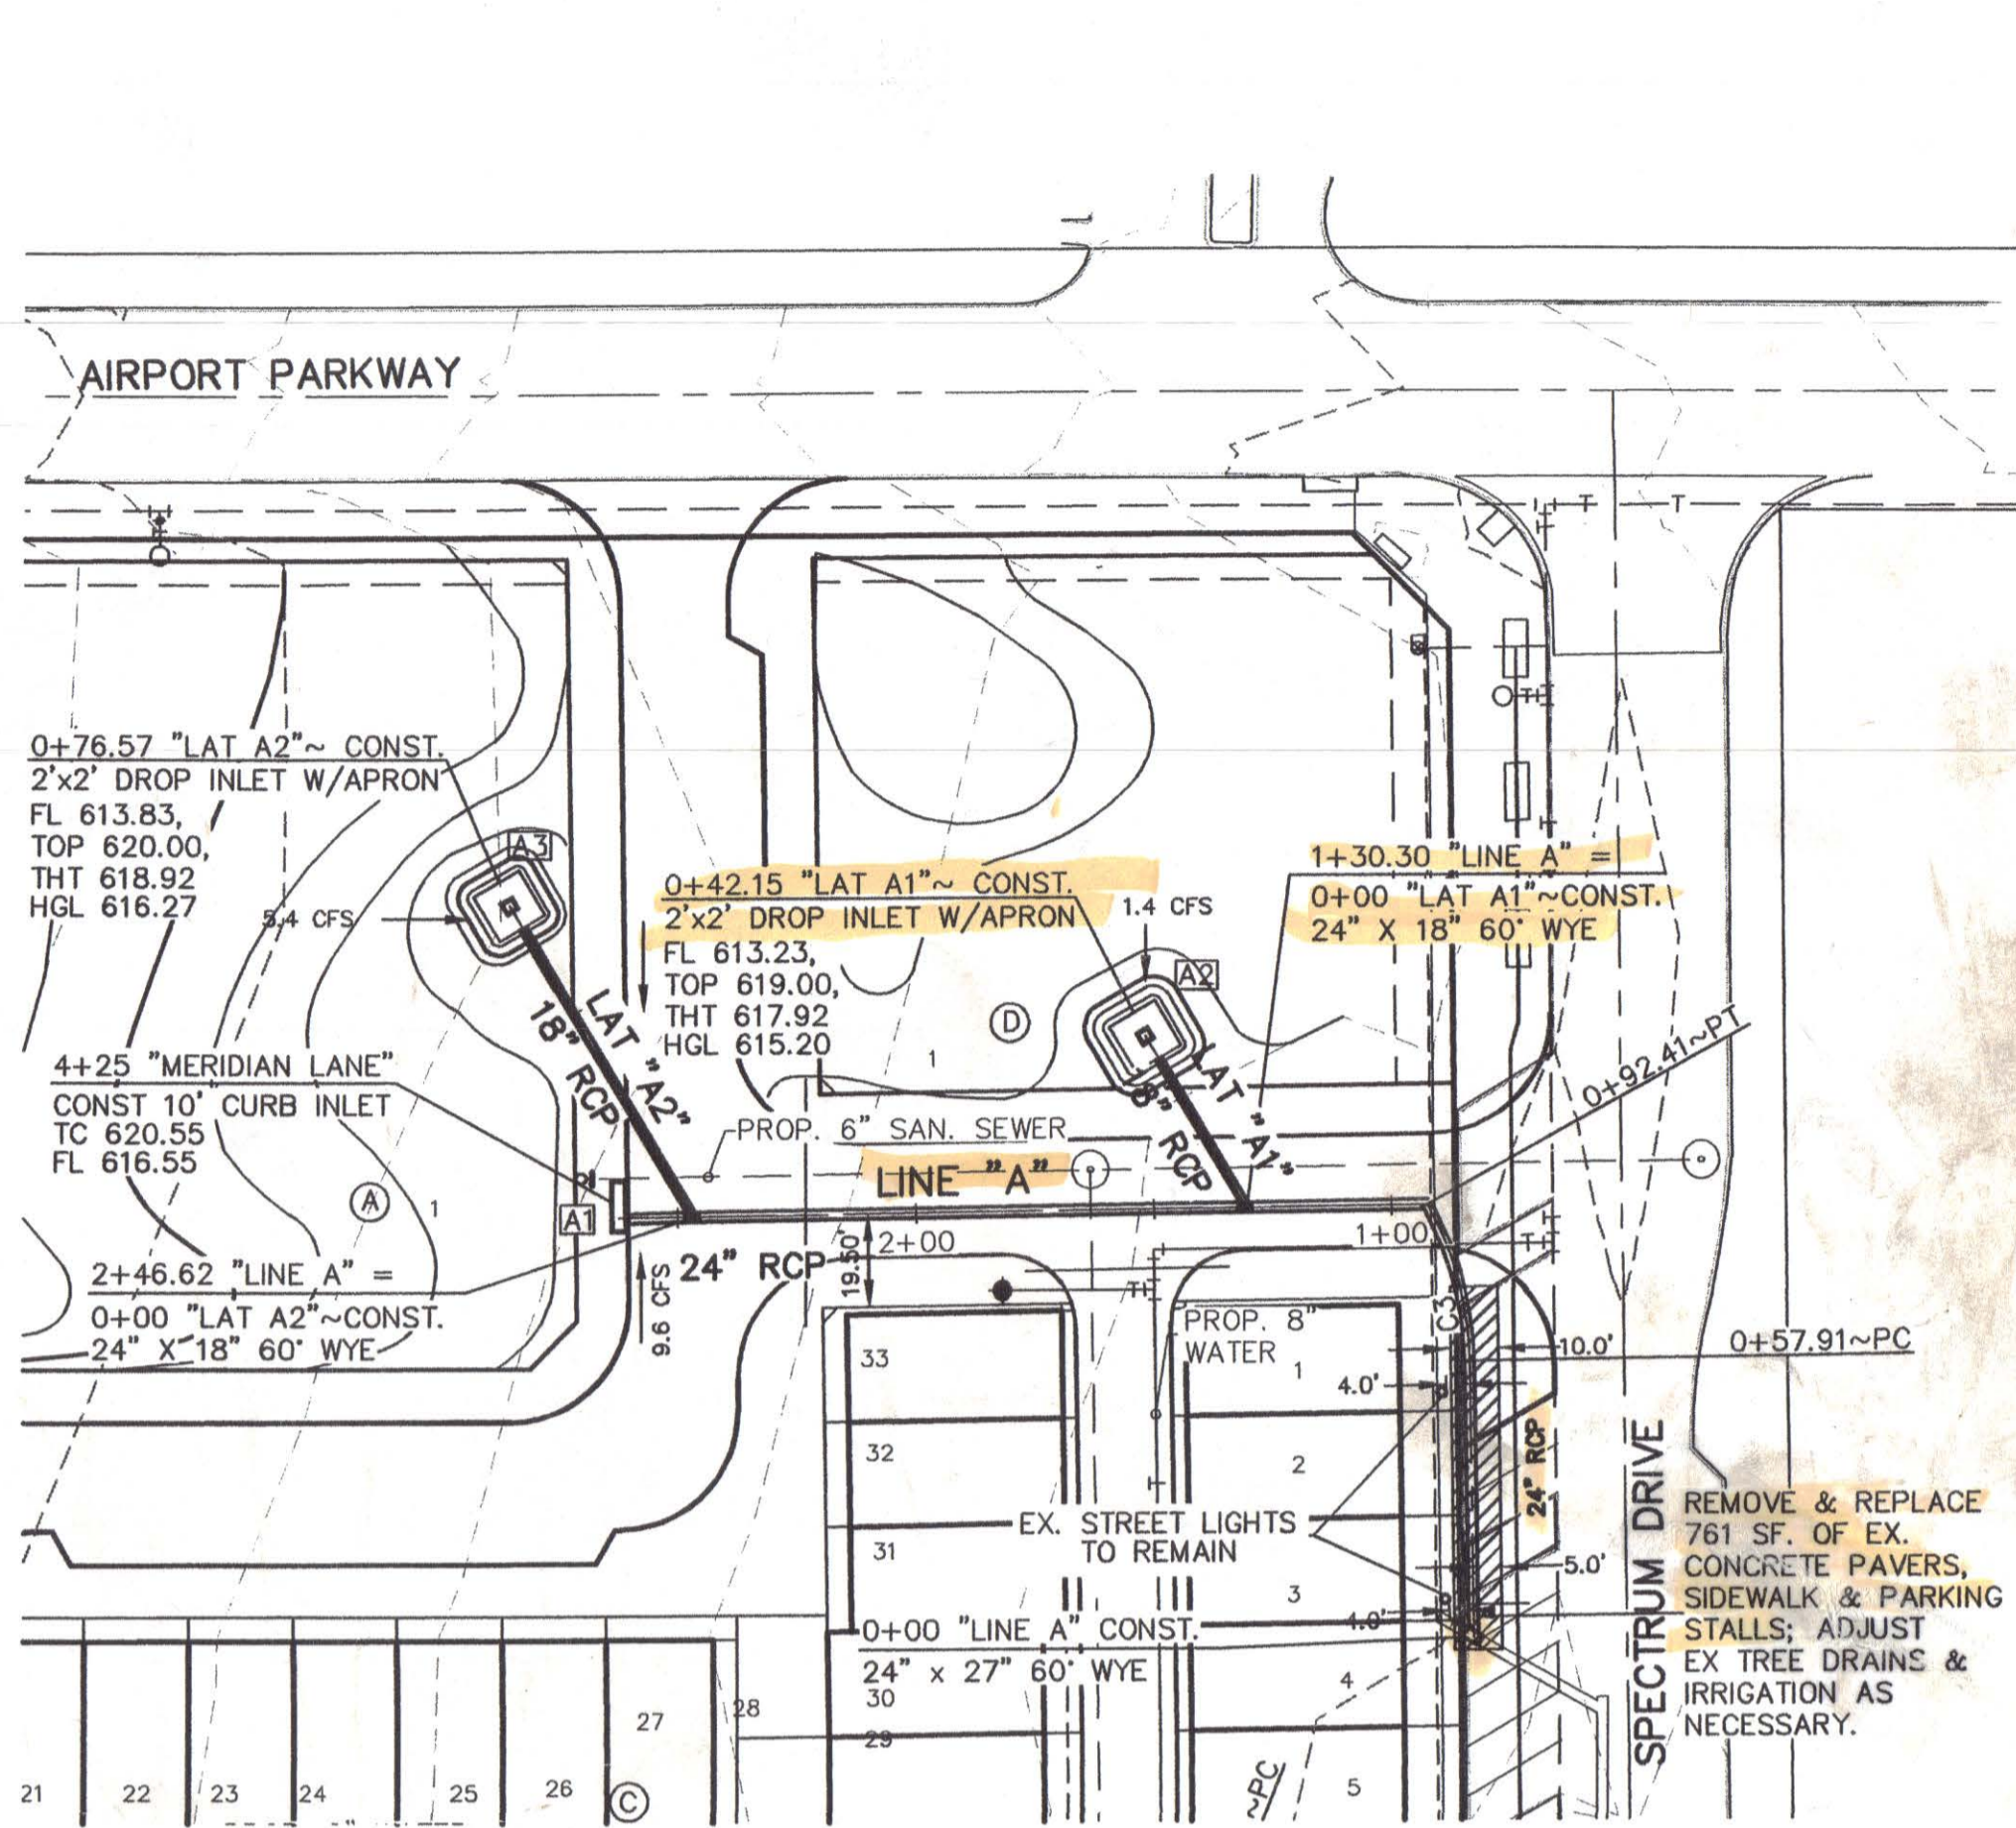 AIRPORT PARKWAY
T
T
0+76.57 "LAT A2"~ CONST.
2'x2' DROP INLET W/APRON
FL 613.83,
TOP 620.00,
THT 618.92
HGL 616.27
5.4 CFS
A3
0+42.15 "LAT A1"~ CONST.
2'x2' DROP INLET W/APRON
FL 613.23,
TOP 619.00,
THT 617.92
HGL 615.20
1.4 CFS
A2
1+30.30 "LINE A" =
0+00 "LAT A1"~CONST.
24" X 18" 60° WYE
LAT "A2"
18" RCP
D
1
LAT "A1"
18" RCP
0+92.41~PT
4+25 "MERIDIAN LANE"
CONST 10' CURB INLET
TC 620.55
FL 616.55
A
1
A1
PROP. 6" SAN. SEWER
LINE "A"
2+46.62 "LINE A" =
0+00 "LAT A2"~CONST.
24" X 18" 60° WYE
9.6 CFS
24" RCP
19.50'
2+00
1+00
C3
PROP. 8"
WATER
10.0'
0+57.91~PC
4.0'
33
32
31
30
29
1
2
3
4
5
24" RCP
SPECTRUM DRIVE
EX. STREET LIGHTS
TO REMAIN
5.0'
4.0'
REMOVE & REPLACE
761 SF. OF EX.
CONCRETE PAVERS,
SIDEWALK & PARKING
STALLS; ADJUST
EX TREE DRAINS &
IRRIGATION AS
NECESSARY.
0+00 "LINE A" CONST.
24" x 27" 60° WYE
21
22
23
24
25
26
27
28
C
~PC